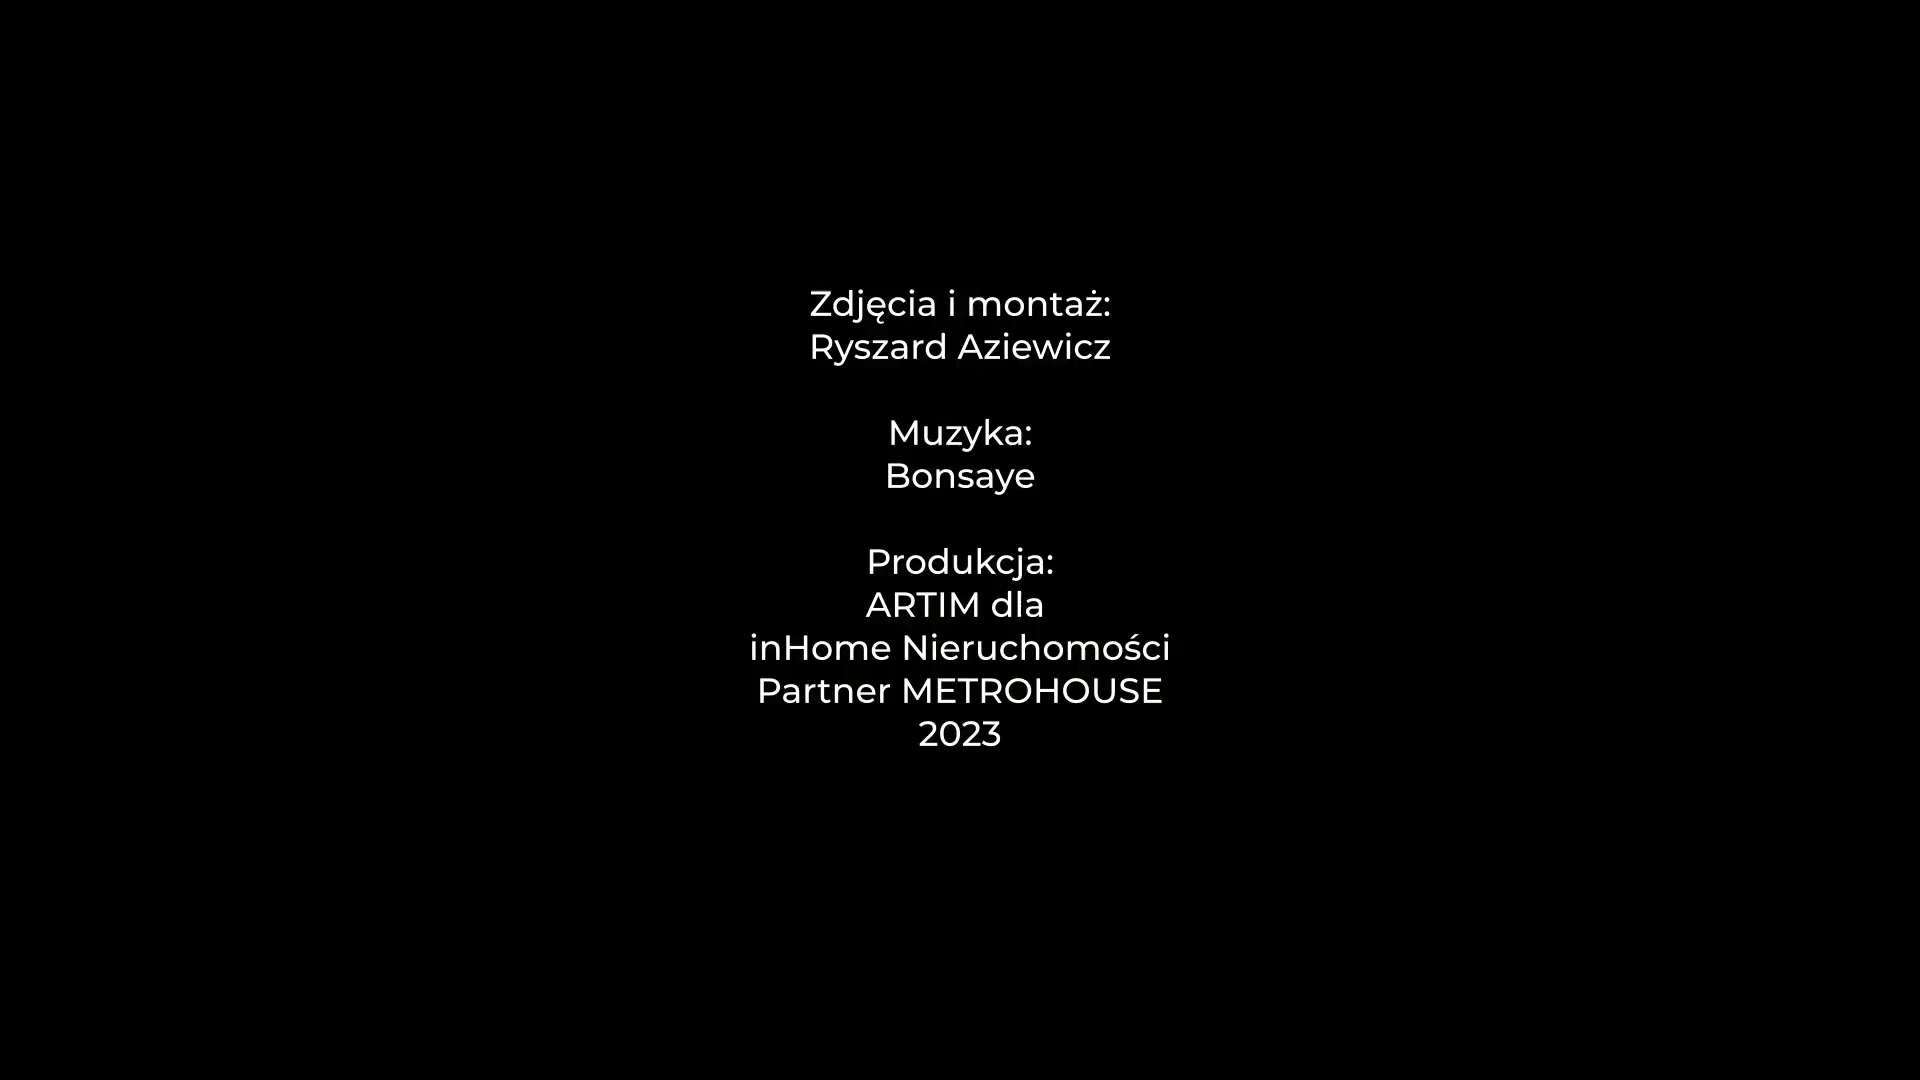 Zdjęcia i montaż:
Ryszard Aziewicz
Muzyka:
Bonsaye
Produkcja:
ARTIM dla
inHome Nieruchomości
Partner METROHOUSE
2023